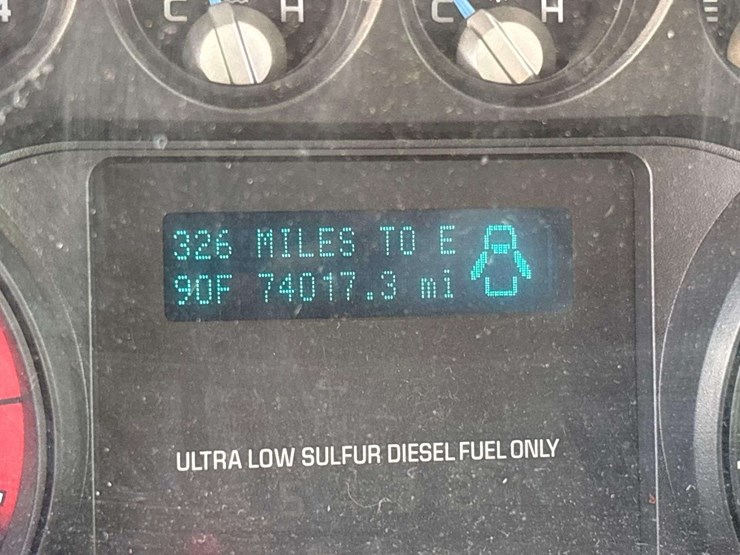 C H C H
326 MILES TO E
90F 74017.3 mi
ULTRA LOW SULFUR DIESEL FUEL ONLY